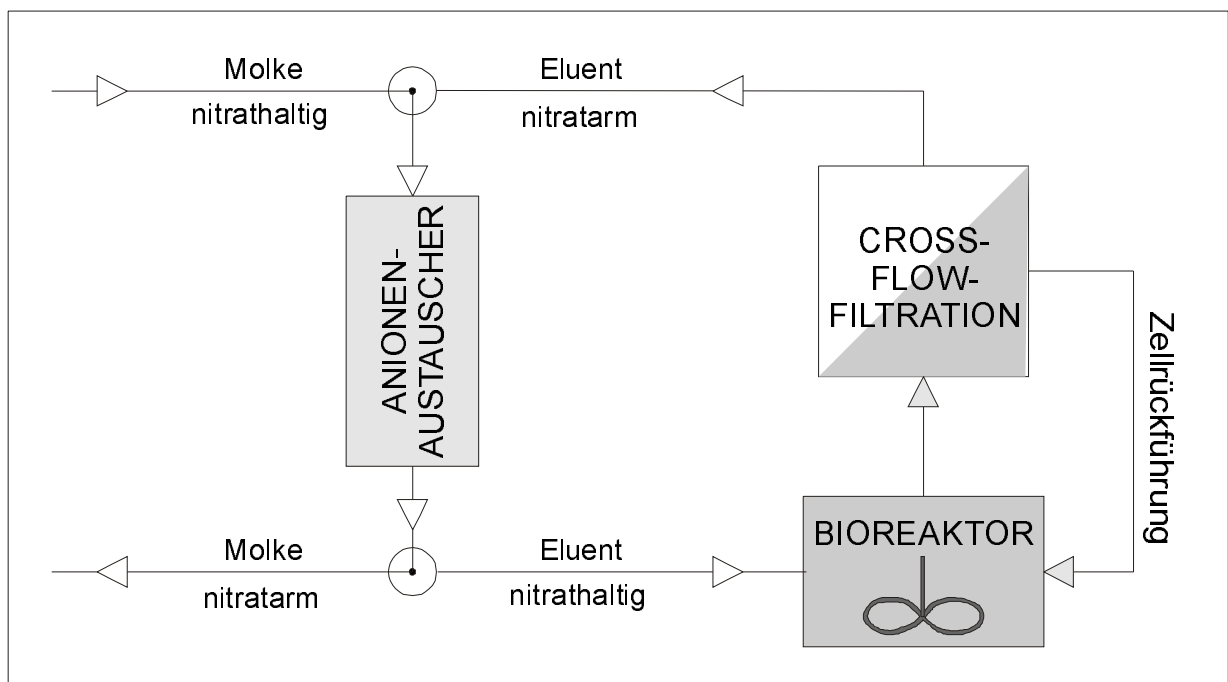 Molke
nitrathaltig
Eluent
nitratarm
ANIONEN-
AUSTAUSCHER
CROSS-
FLOW-
FILTRATION
Zellrückführung
Molke
nitratarm
Eluent
nitrathaltig
BIOREAKTOR